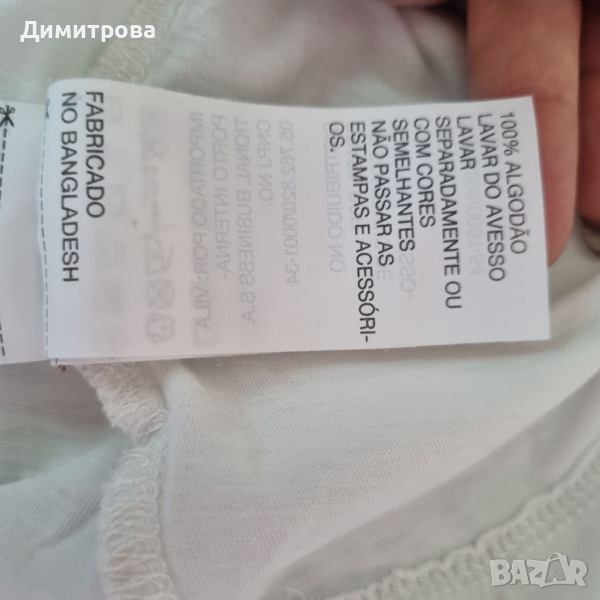 Димитрова
100% ALGODÃO
LAVAR DO AVESSO
LAVAR
SEPARADAMENTE OU
COM CORES
SEMELHANTES
NÃO PASSAR AS
ESTAMPAS E ACESSÓRI-
OS.
FABRICADO
NO BANGLADESH
BAZAR